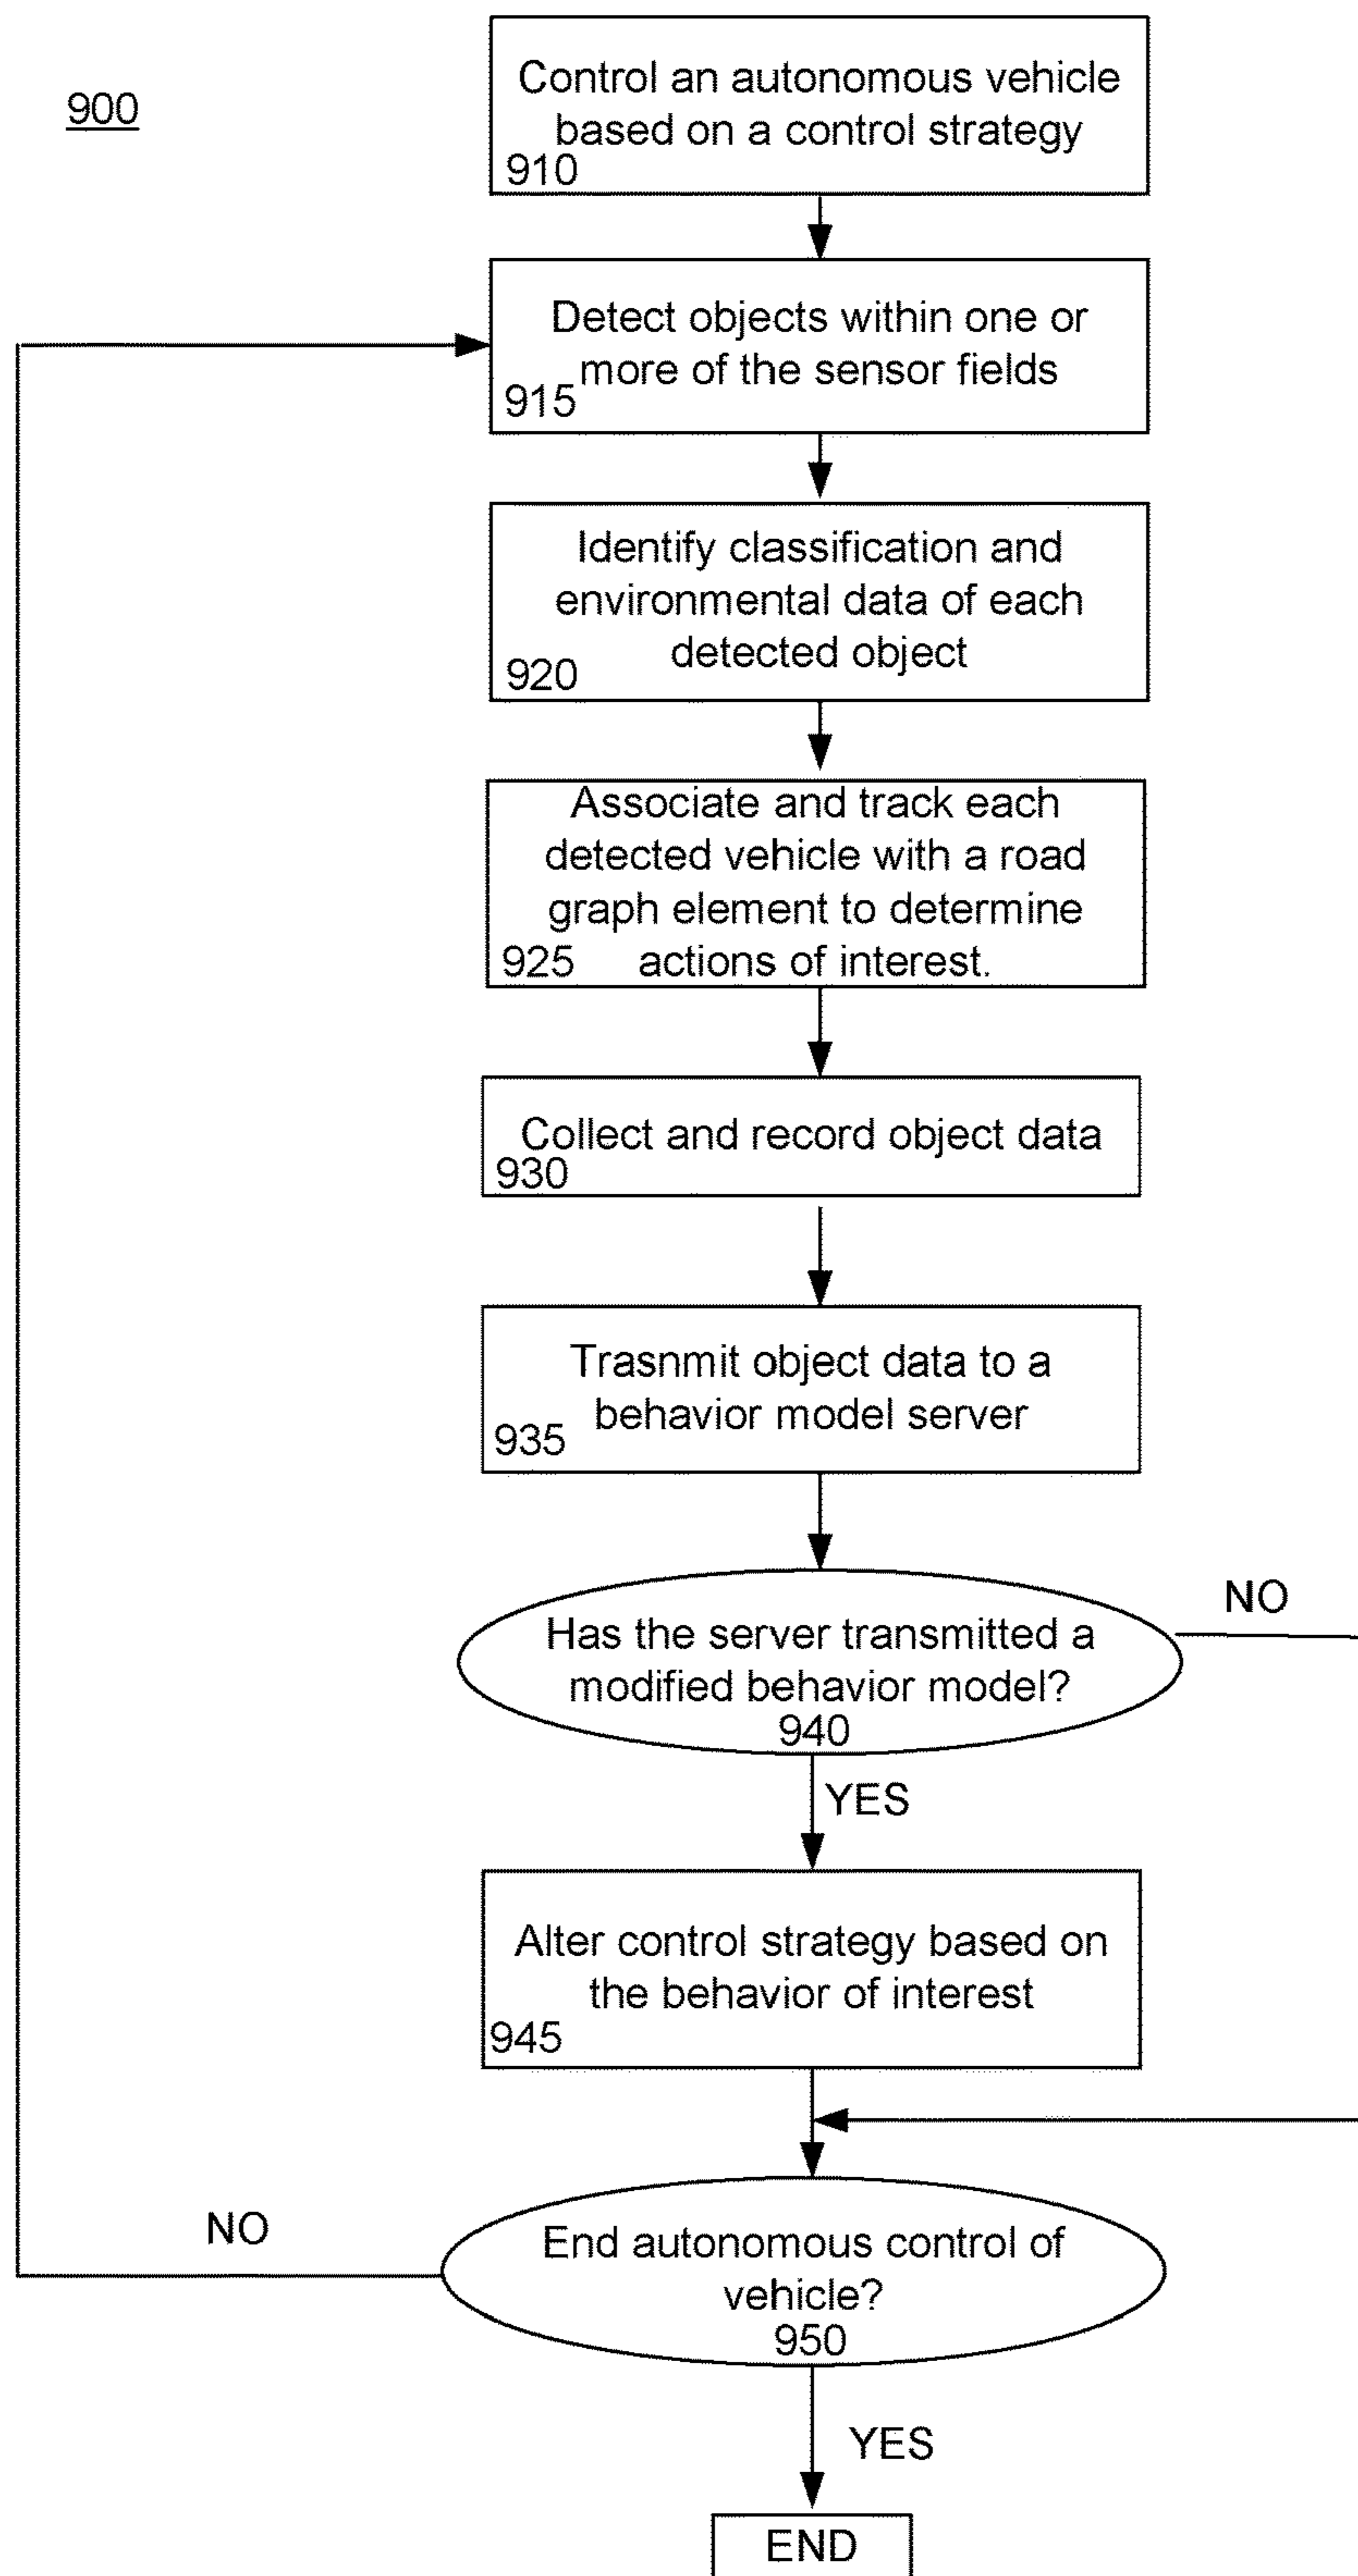 900
Control an autonomous vehicle
based on a control strategy
910
Detect objects within one or
more of the sensor fields
915
Identify classification and
environmental data of each
detected object
920
Associate and track each
detected vehicle with a road
graph element to determine
925 actions of interest.
Collect and record object data
930
Trasnmit object data to a
behavior model server
935
Has the server transmitted a
modified behavior model?
940
NO
YES
Alter control strategy based on
the behavior of interest
945
NO
End autonomous control of
vehicle?
950
YES
END